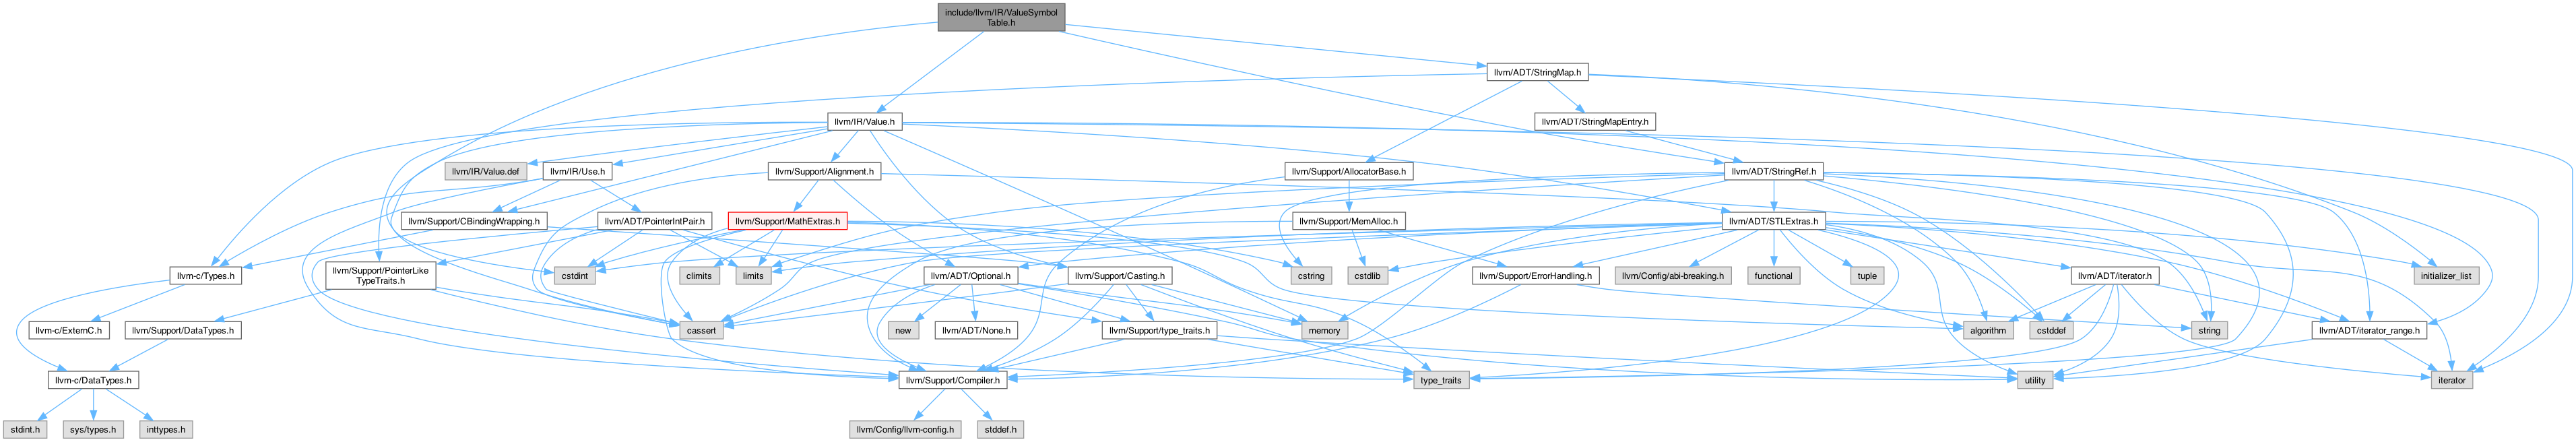 include/llvm/IR/ValueSymbol
Table.h
llvm/ADT/StringMap.h
llvm/IR/Value.h
llvm/ADT/StringMapEntry.h
llvm/IR/Value.def
llvm/IR/Use.h
llvm/Support/Alignment.h
llvm/Support/AllocatorBase.h
llvm/ADT/StringRef.h
llvm/Support/CBindingWrapping.h
llvm/ADT/PointerIntPair.h
llvm/Support/MathExtras.h
llvm/Support/MemAlloc.h
llvm/ADT/STLExtras.h
llvm-c/Types.h
llvm/Support/PointerLike
TypeTraits.h
cstdint
climits
limits
llvm/ADT/Optional.h
llvm/Support/Casting.h
cstring
cstdlib
llvm/Support/ErrorHandling.h
llvm/Config/abi-breaking.h
functional
tuple
llvm/ADT/iterator.h
initializer_list
llvm-c/ExternC.h
llvm/Support/DataTypes.h
cassert
new
llvm/ADT/None.h
llvm/Support/type_traits.h
memory
algorithm
cstddef
string
llvm/ADT/iterator_range.h
llvm-c/DataTypes.h
llvm/Support/Compiler.h
type_traits
utility
iterator
stdint.h
sys/types.h
inttypes.h
llvm/Config/llvm-config.h
stddef.h